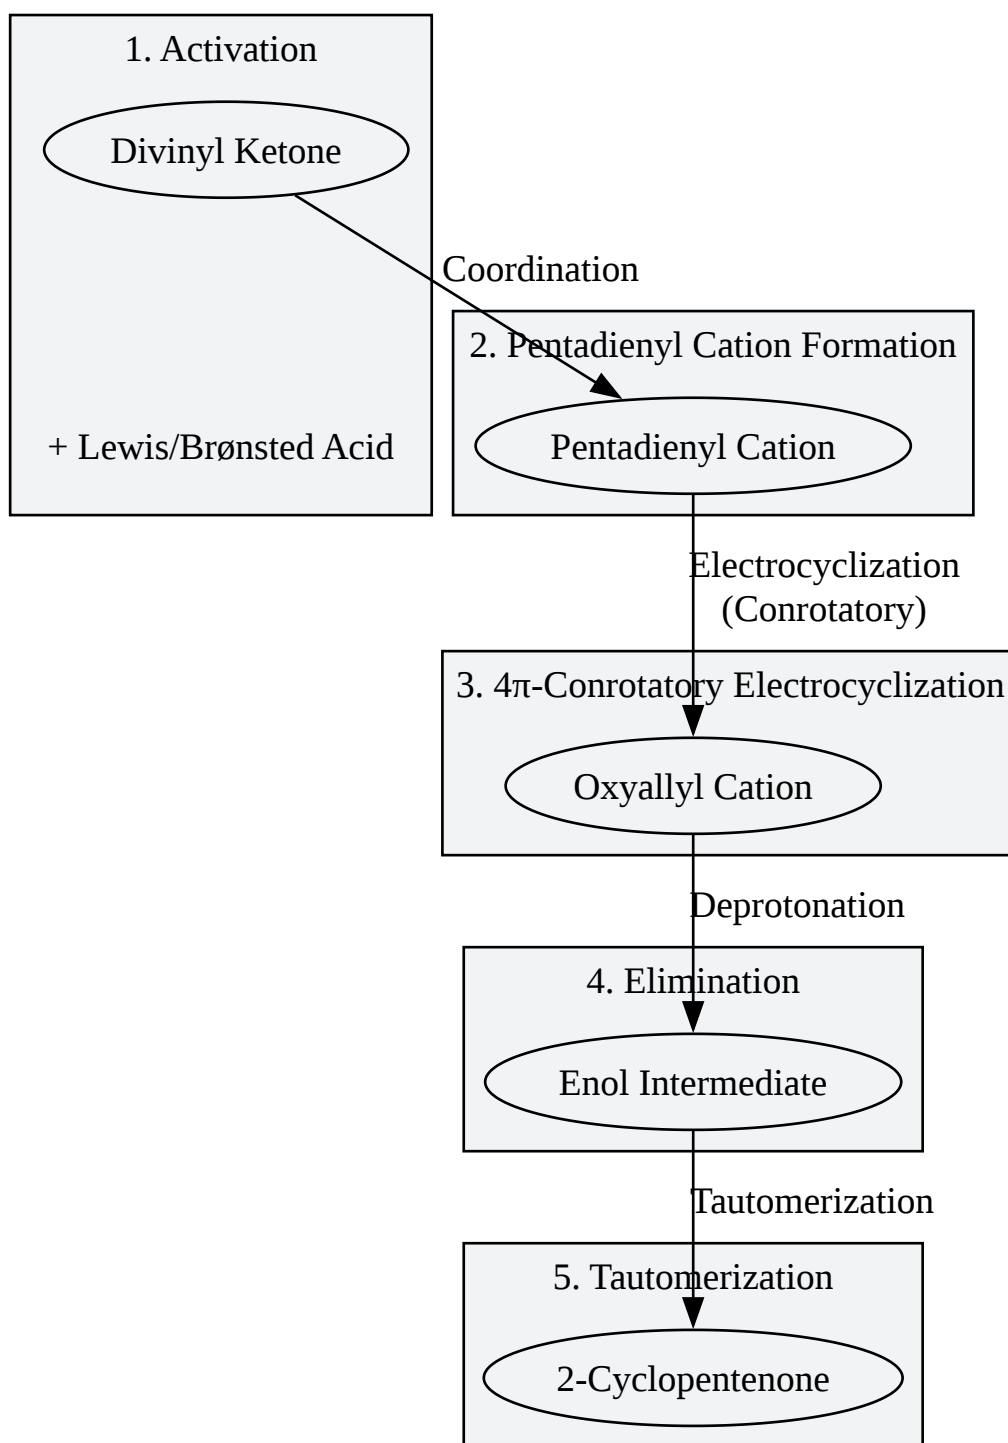 1. Activation
Divinyl Ketone
Coordination
2. Pentadienyl Cation Formation
+ Lewis/Brønsted Acid
Pentadienyl Cation
Electrocyclization
(Conrotatory)
3. 4π-Conrotatory Electrocyclization
Oxyallyl Cation
Deprotonation
4. Elimination
Enol Intermediate
Tautomerization
5. Tautomerization
2-Cyclopentenone